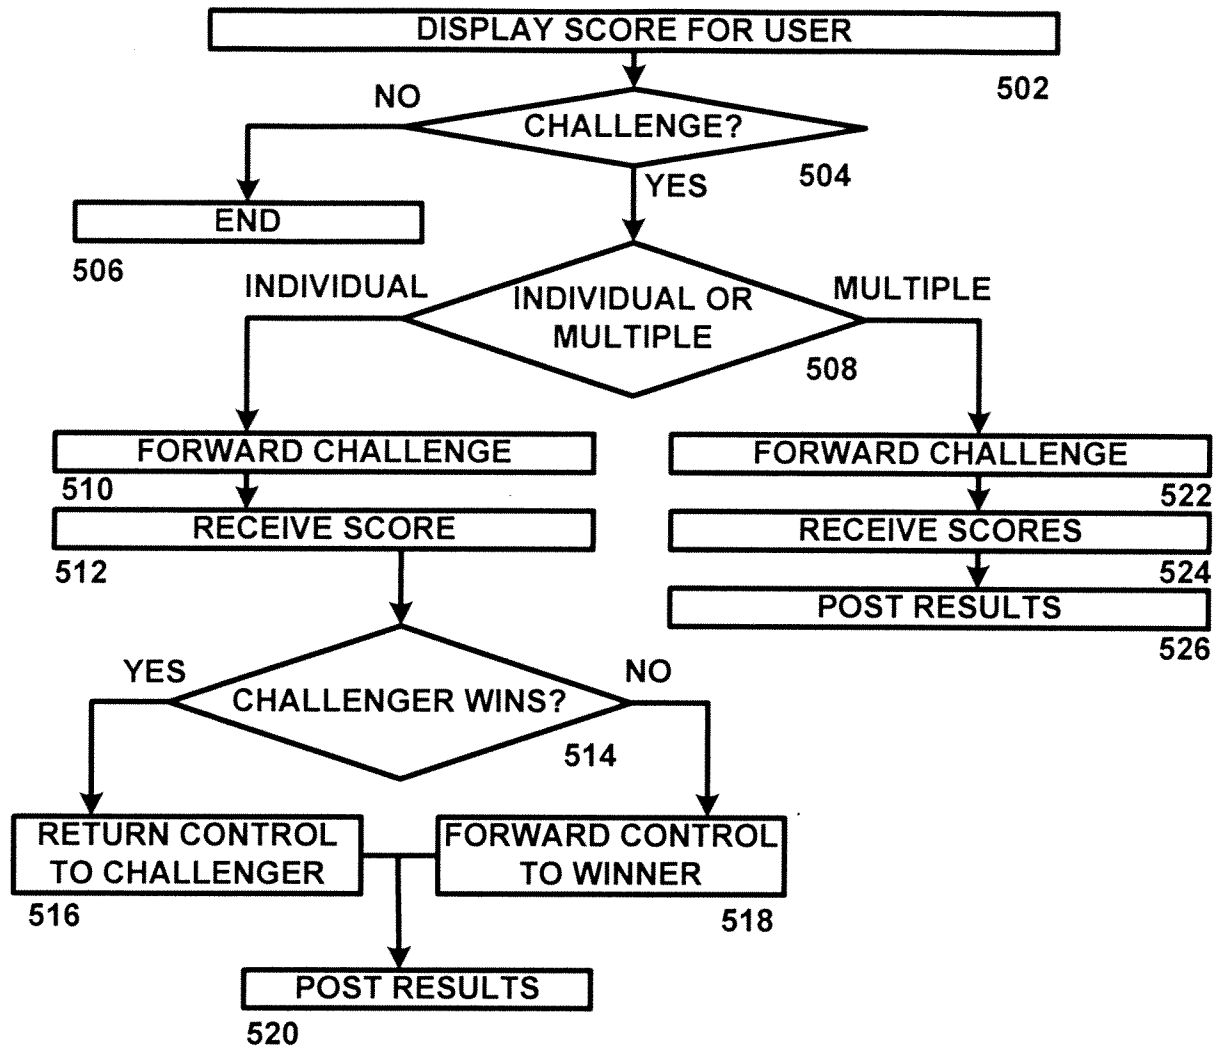 DISPLAY SCORE FOR USER
502
NO
CHALLENGE?
504
YES
END
506
INDIVIDUAL
INDIVIDUAL OR
MULTIPLE
MULTIPLE
508
FORWARD CHALLENGE
510
RECEIVE SCORE
512
FORWARD CHALLENGE
522
RECEIVE SCORES
524
POST RESULTS
526
YES
CHALLENGER WINS?
NO
514
RETURN CONTROL
TO CHALLENGER
516
FORWARD CONTROL
TO WINNER
518
POST RESULTS
520